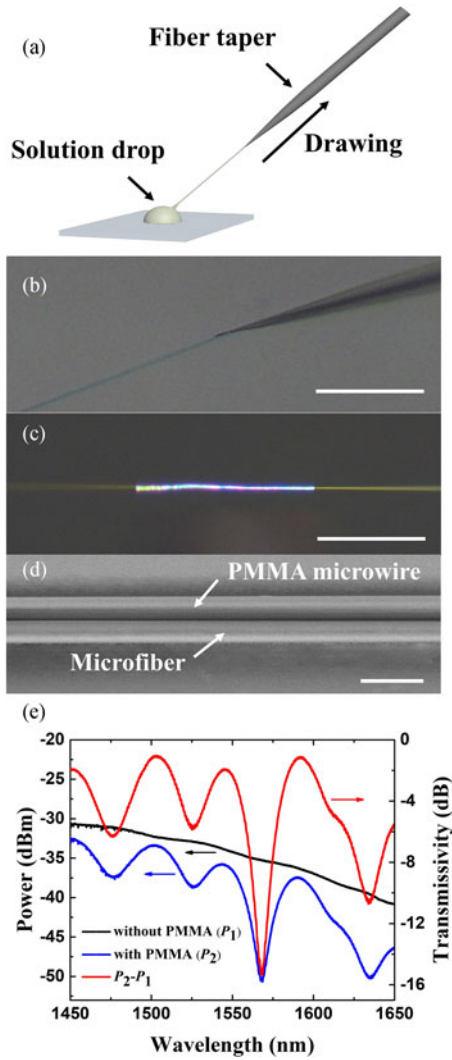 (a)
Fiber taper
Solution drop
Drawing
(b)
(c)
(d)
PMMA microwire
Microfiber
(e)
-20
-25
-30
-35
-40
-45
-50
Power (dBm)
0
-4
-8
-12
-16
Transmissivity (dB)
without PMMA (P₁)
with PMMA (P₂)
P₂-P₁
1450 1500 1550 1600 1650
Wavelength (nm)